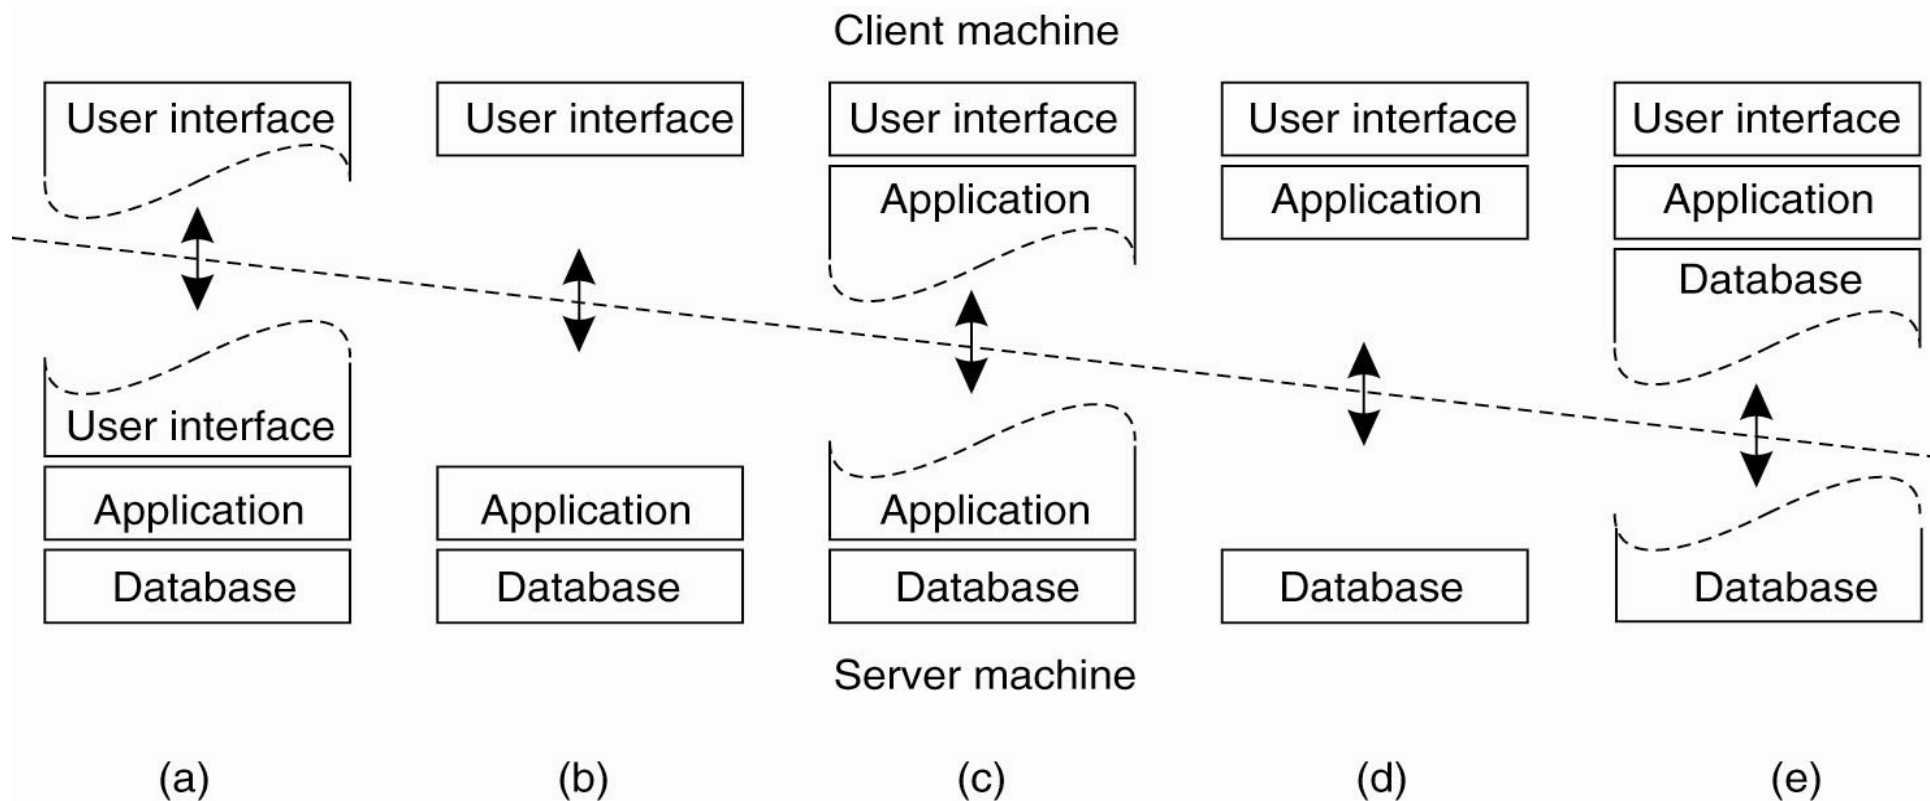 Client machine
User interface User interface User interface User interface User interface
Application Application Application
Database
User interface
Application Application Application
Database Database Database Database Database
Server machine
(a) (b) (c) (d) (e)